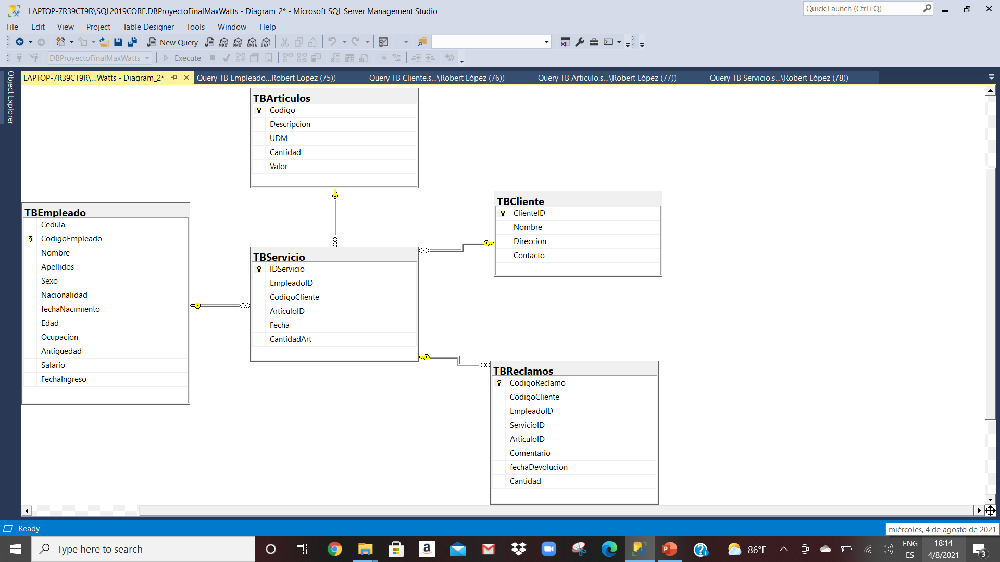 LAPTOP-7R39CT9R\SQL2019CORE.DBProyectoFinalMaxWatts - Diagram_2* - Microsoft SQL Server Management Studio
Quick Launch (Ctrl+Q)
File Edit View Project Table Designer Tools Window Help
New Query
MDX DMX XMLA DAX
DBProyectoFinalMaxWatts Execute
Object Explorer
LAPTOP-7R39CT9R\...Watts - Diagram_2*
Query TB Empleado...Robert López (75))
Query TB Cliente.s...\Robert López (76))
Query TB Articulo.s...\Robert López (77))
Query TB Servicio.s...\Robert López (78))
TBArticulos
Codigo
Descripcion
UDM
Cantidad
Valor
TBEmpleado
Cedula
CodigoEmpleado
Nombre
Apellidos
Sexo
Nacionalidad
fechaNacimiento
Edad
Ocupacion
Antiguedad
Salario
FechaIngreso
TBServicio
IDServicio
EmpleadoID
CodigoCliente
ArticuloID
Fecha
CantidadArt
TBCliente
ClienteID
Nombre
Direccion
Contacto
TBReclamos
CodigoReclamo
CodigoCliente
EmpleadoID
ServicioID
ArticuloID
Comentario
fechaDevolucion
Cantidad
Ready
miércoles, 4 de agosto de 2021
Type here to search
86°F
ENG
ES
18:14
4/8/2021
3